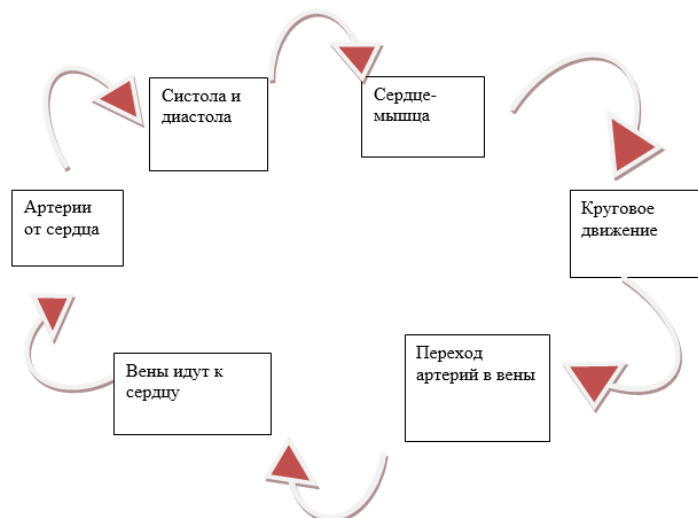 Систола и
диастола
Сердце-
мышца
Артерии
от сердца
Круговое
движение
Переход
артерий в вены
Вены идут к
сердцу